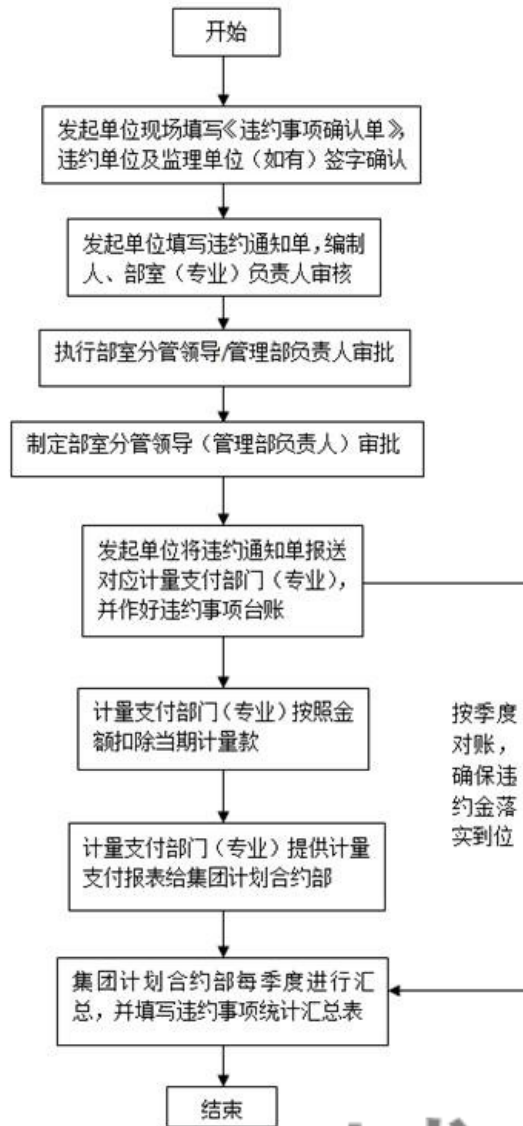 开始
发起单位现场填写《违约事项确认单》，
违约单位及监理单位（如有）签字确认
发起单位填写违约通知单，编制
人、部室（专业）负责人审核
执行部室分管领导/管理部负责人审批
制定部室分管领导（管理部负责人）审批
发起单位将违约通知单报送
对应计量支付部门（专业），
并作好违约事项台账
计量支付部门（专业）按照金
额扣除当期计量款
按季度
对账，
确保违
约金落
实到位
计量支付部门（专业）提供计量
支付报表给集团计划合约部
集团计划合约部每季度进行汇
总，并填写违约事项统计汇总表
结束